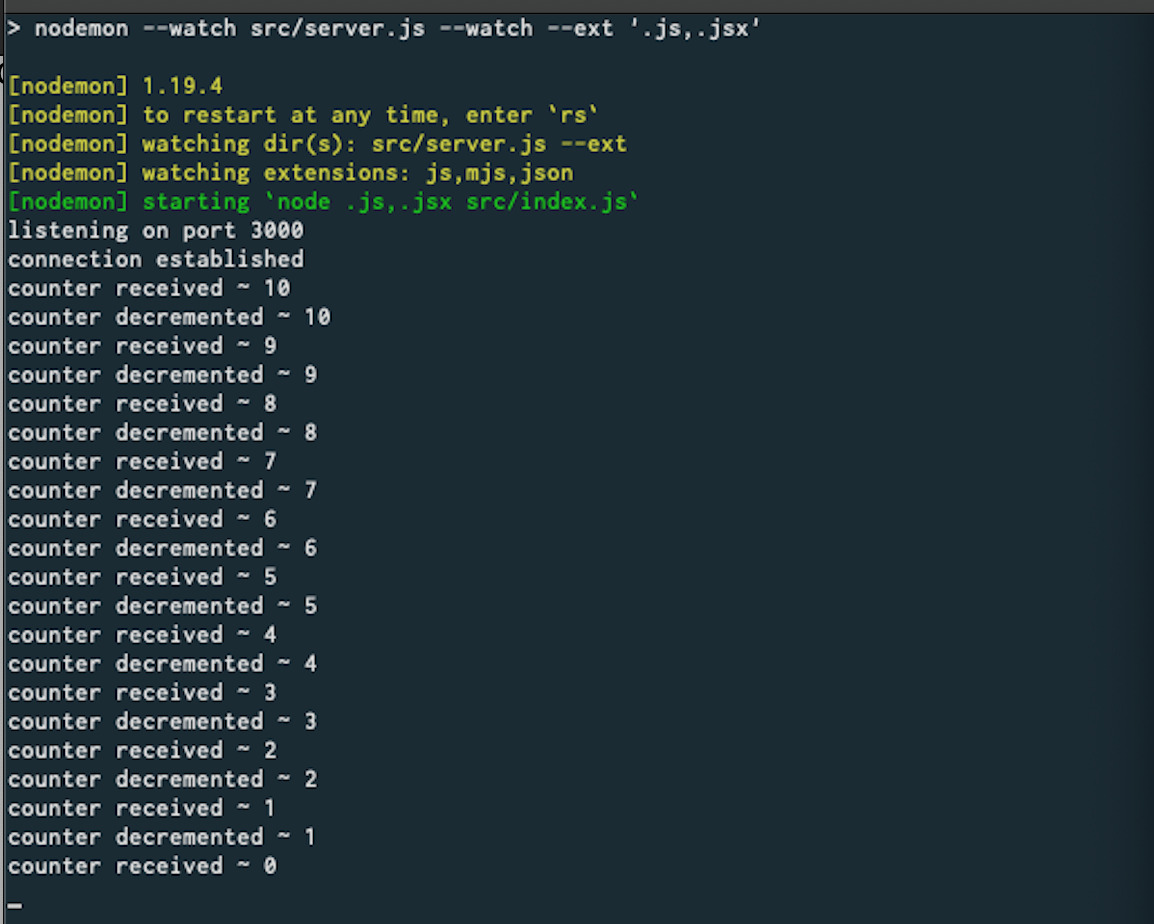 > nodemon --watch src/server.js --watch --ext '.js,.jsx'
[nodemon] 1.19.4
[nodemon] to restart at any time, enter `rs`
[nodemon] watching dir(s): src/server.js --ext
[nodemon] watching extensions: js,mjs,json
[nodemon] starting `node .js,.jsx src/index.js`
listening on port 3000
connection established
counter received ~ 10
counter decremented ~ 10
counter received ~ 9
counter decremented ~ 9
counter received ~ 8
counter decremented ~ 8
counter received ~ 7
counter decremented ~ 7
counter received ~ 6
counter decremented ~ 6
counter received ~ 5
counter decremented ~ 5
counter received ~ 4
counter decremented ~ 4
counter received ~ 3
counter decremented ~ 3
counter received ~ 2
counter decremented ~ 2
counter received ~ 1
counter decremented ~ 1
counter received ~ 0